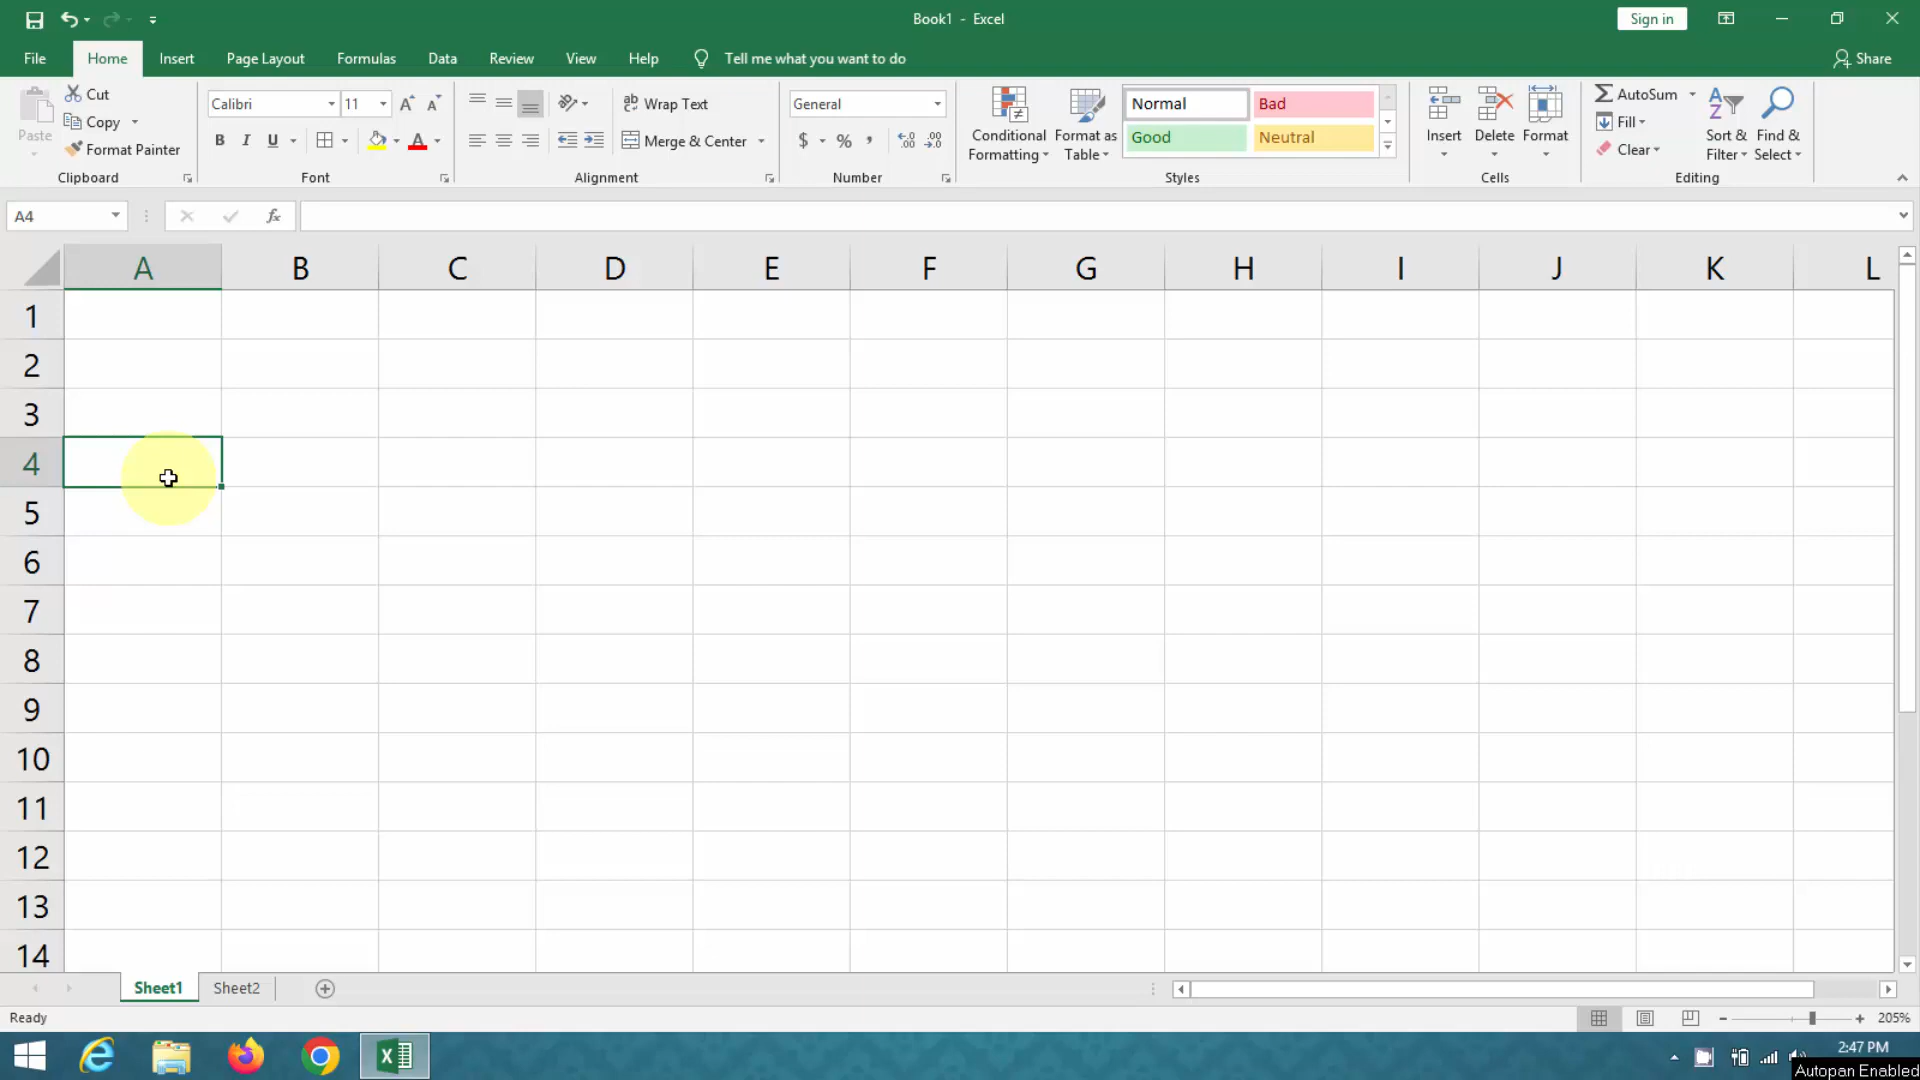 Book1 - Excel
Sign in
File Home Insert Page Layout Formulas Data Review View Help Tell me what you want to do Share
Paste
Cut
Copy
Format Painter
Clipboard
Calibri 11
B I U A
Font
ab Wrap Text
Merge & Center
Alignment
General
$ % ,
Number
Conditional Formatting
Format as Table
Normal Bad
Good Neutral
Styles
Insert Delete Format
Cells
AutoSum
Fill
Clear
Sort & Filter
Find & Select
Editing
A4 fx
A B C D E F G H I J K L
1
2
3
4
5
6
7
8
9
10
11
12
13
14
Sheet1 Sheet2
Ready 205%
2:47 PM
Autopan Enabled